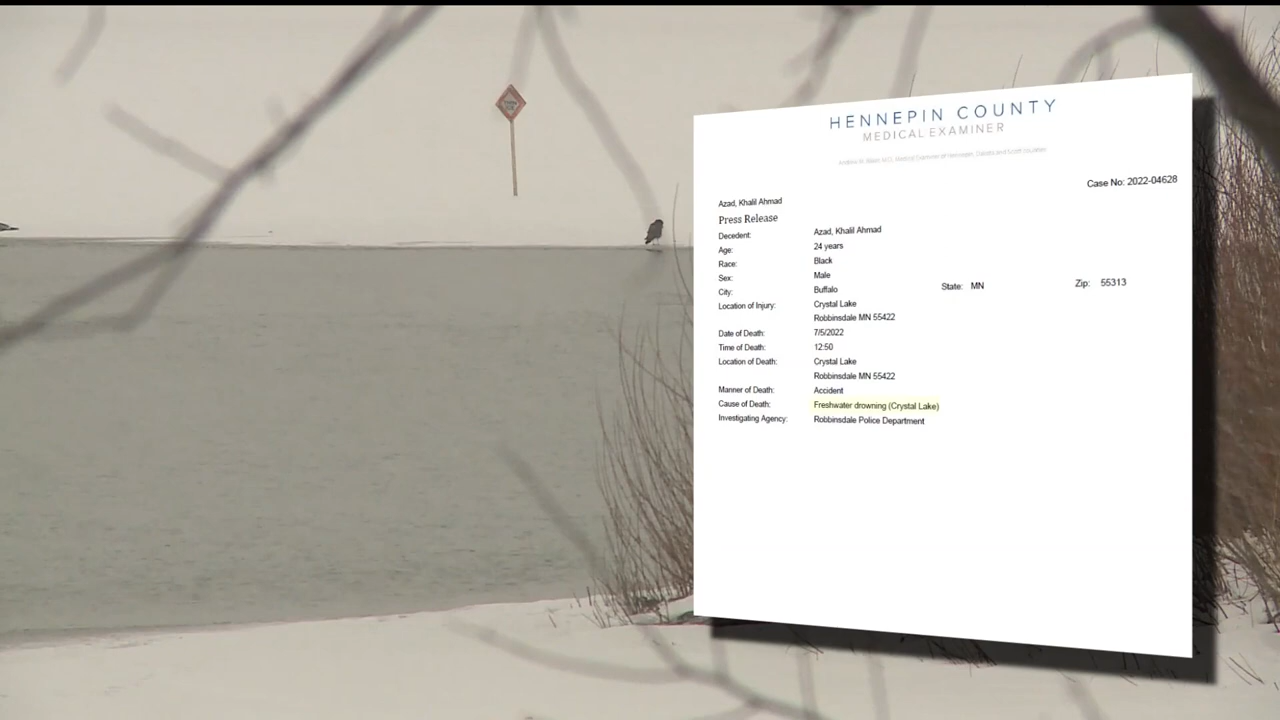 HENNEPIN COUNTY
MEDICAL EXAMINER
Case No: 2022-04628
Azad, Khalil Ahmad
Press Release
Decedent: Azad, Khalil Ahmad
Age: 24 years
Race: Black
Sex: Male
City: Buffalo State: MN Zip: 55313
Location of Injury: Crystal Lake
Robbinsdale MN 55422
Date of Death: 7/5/2022
Time of Death: 12:50
Location of Death: Crystal Lake
Robbinsdale MN 55422
Manner of Death: Accident
Cause of Death: Freshwater drowning (Crystal Lake)
Investigating Agency: Robbinsdale Police Department